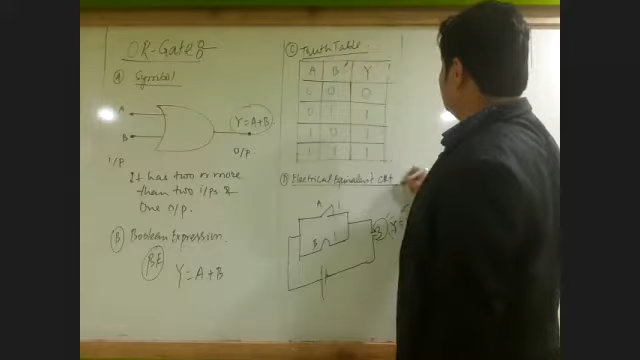 OR-Gate
(A) Symbol
A
B
Y=A+B
I/P
O/P.
It has two or more
than two i/ps &
One o/p.
(B) Boolean Expression.
B.E
Y=A+B
(C) Truth Table
A B Y
0 0 0
0 1 1
1 0 1
1 1 1
(D) Electrical Equivalent Ckt
A 1
B
Y=